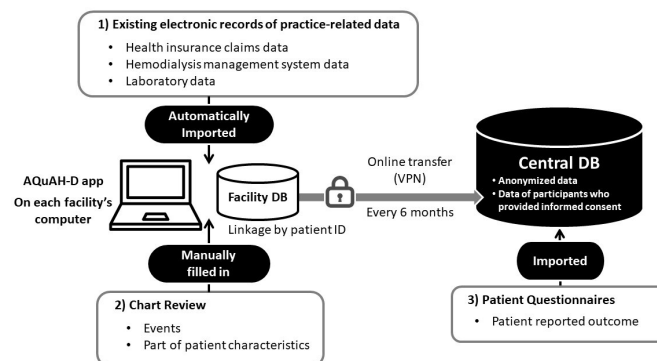 1) Existing electronic records of practice-related data
• Health insurance claims data
• Hemodialysis management system data
• Laboratory data
Automatically
Imported
AQuAH-D app
On each facility's
computer
Facility DB
Linkage by patient ID
Online transfer
(VPN)
Every 6 months
Central DB
• Anonymized data
• Data of participants who
provided informed consent
Manually
filled in
Imported
2) Chart Review
• Events
• Part of patient characteristics
3) Patient Questionnaires
• Patient reported outcome